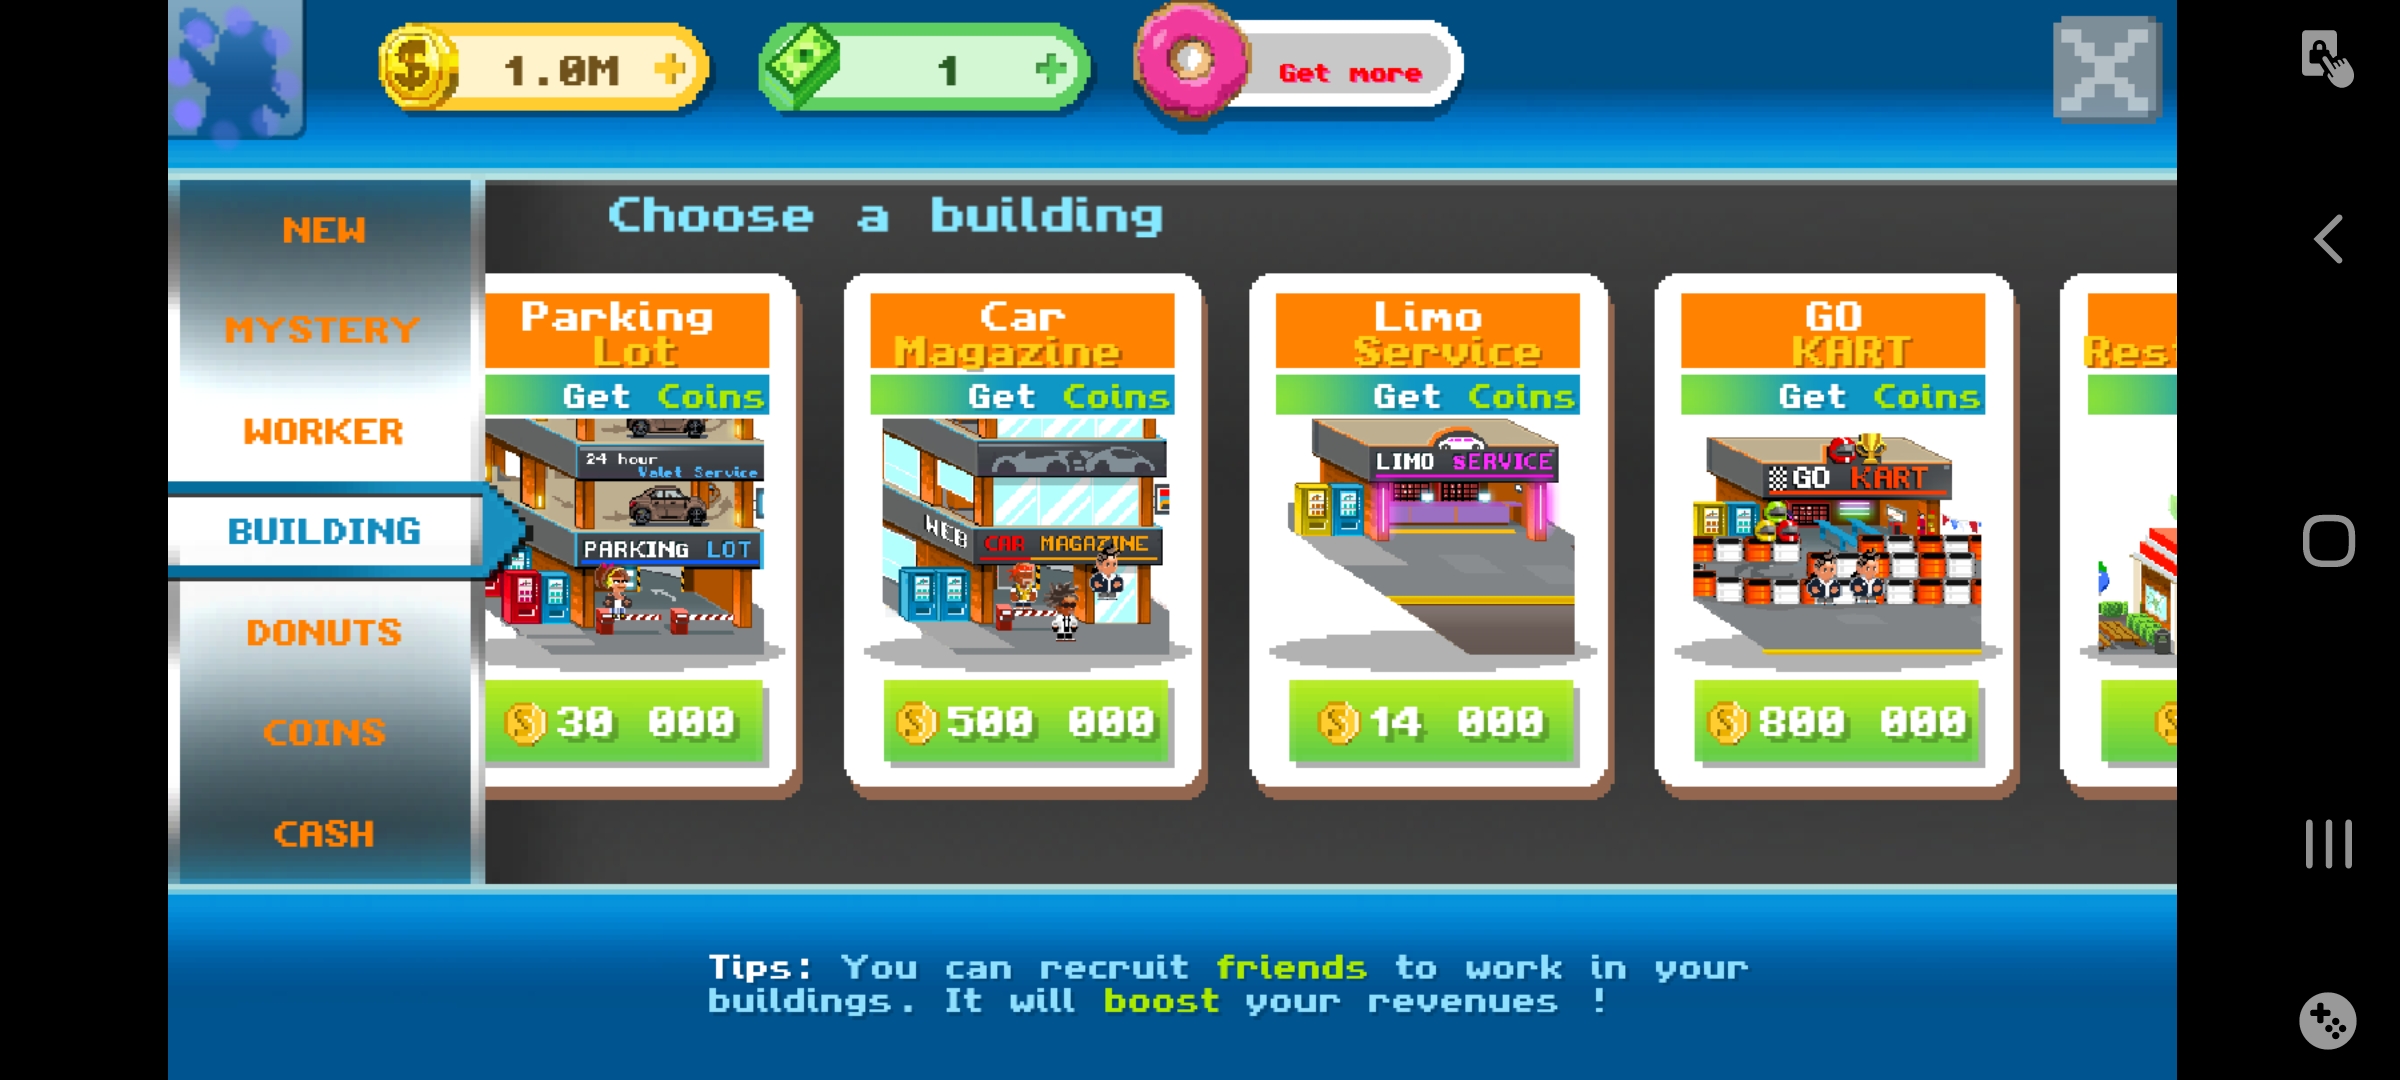 1.0M
1
Get more
NEW
MYSTERY
WORKER
BUILDING
DONUTS
COINS
CASH
Choose a building
Parking
Lot
Get Coins
24 hour
Valet Service
PARKING LOT
30 000
Car
Magazine
Get Coins
WEB
CAR MAGAZINE
500 000
Limo
Service
Get Coins
LIMO SERVICE
14 000
GO
KART
Get Coins
GO KART
800 000
Tips: You can recruit friends to work in your
buildings. It will boost your revenues !